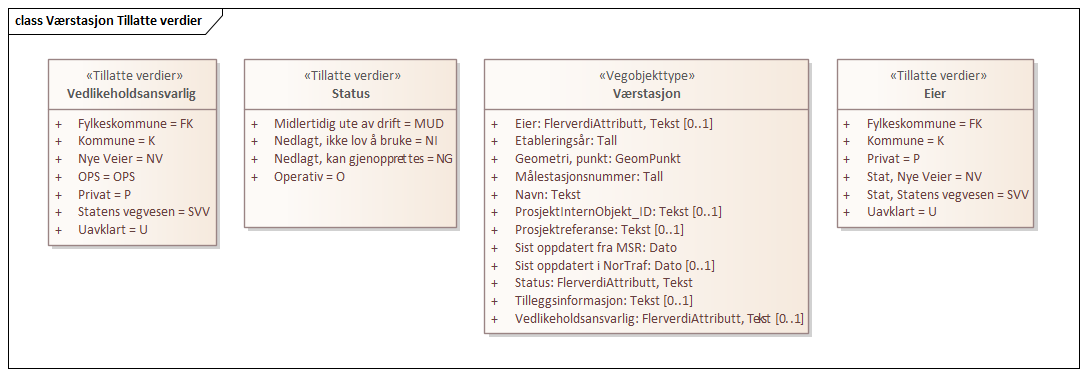 class Værstasjon Tillatte verdier
«Tillatte verdier»
Vedlikeholdsansvarlig
+ Fylkeskommune = FK
+ Kommune = K
+ Nye Veier = NV
+ OPS = OPS
+ Privat = P
+ Statens vegvesen = SVV
+ Uavklart = U
«Tillatte verdier»
Status
+ Midlertidig ute av drift = MUD
+ Nedlagt, ikke lov å bruke = NI
+ Nedlagt, kan gjenopprettes = NG
+ Operativ = O
«Vegobjekttype»
Værstasjon
+ Eier: FlerverdiAttributt, Tekst [0..1]
+ Etableringsår: Tall
+ Geometri, punkt: GeomPunkt
+ Målestasjonsnummer: Tall
+ Navn: Tekst
+ ProsjektInternObjekt_ID: Tekst [0..1]
+ Prosjektreferanse: Tekst [0..1]
+ Sist oppdatert fra MSR: Dato
+ Sist oppdatert i NorTraf: Dato [0..1]
+ Status: FlerverdiAttributt, Tekst
+ Tilleggsinformasjon: Tekst [0..1]
+ Vedlikeholdsansvarlig: FlerverdiAttributt, Tekst [0..1]
«Tillatte verdier»
Eier
+ Fylkeskommune = FK
+ Kommune = K
+ Privat = P
+ Stat, Nye Veier = NV
+ Stat, Statens vegvesen = SVV
+ Uavklart = U